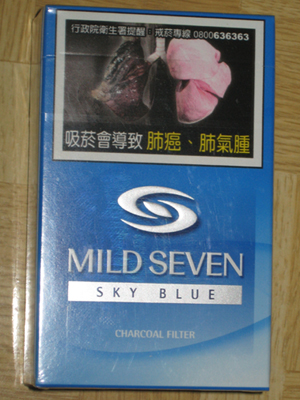 行政院衛生署提醒 戒菸專線 0800636363
吸菸會導致 肺癌、肺氣腫
MILD SEVEN
SKY BLUE
CHARCOAL FILTER